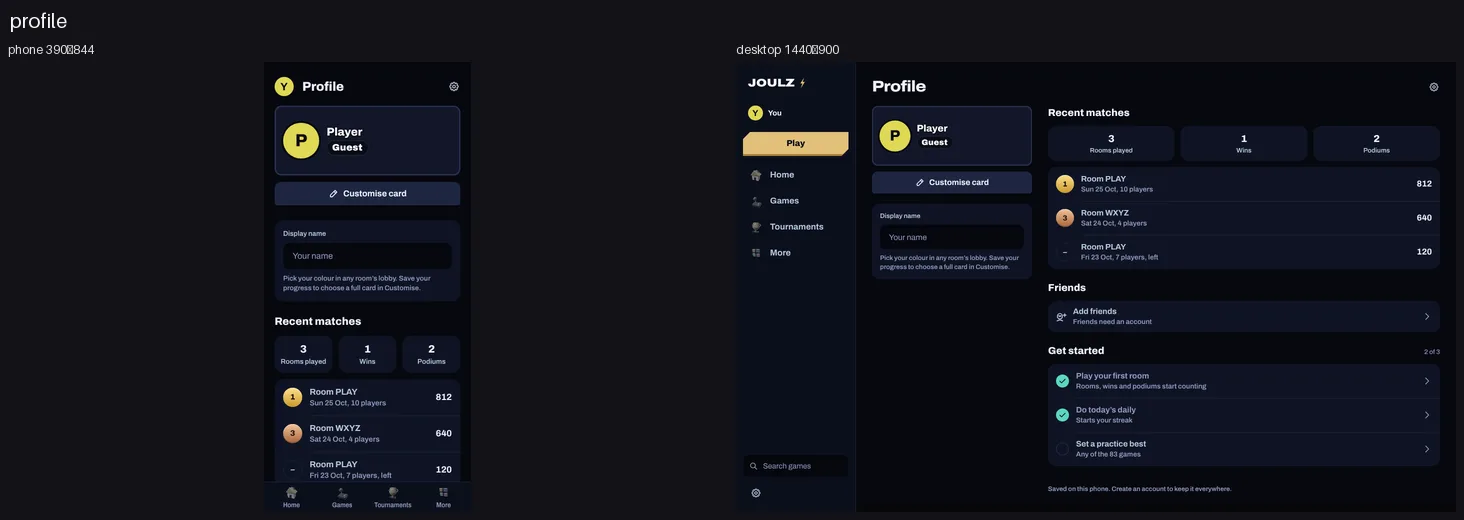 profile
phone 390▯844
Y Profile
P
Player
Guest
Customise card
Display name
Your name
Pick your colour in any room's lobby. Save your
progress to choose a full card in Customise.
Recent matches
3
Rooms played
1
Wins
2
Podiums
1
Room PLAY
Sun 25 Oct, 10 players
812
3
Room WXYZ
Sat 24 Oct, 4 players
640
–
Room PLAY
Fri 23 Oct, 7 players, left
120
Home
Games
Tournaments
More
desktop 1440▯900
JOULZ
Y You
Play
Home
Games
Tournaments
More
Search games
Profile
P
Player
Guest
Customise card
Display name
Your name
Pick your colour in any room's lobby. Save your
progress to choose a full card in Customise.
Recent matches
3
Rooms played
1
Wins
2
Podiums
1
Room PLAY
Sun 25 Oct, 10 players
812
3
Room WXYZ
Sat 24 Oct, 4 players
640
–
Room PLAY
Fri 23 Oct, 7 players, left
120
Friends
Add friends
Friends need an account
Get started
2 of 3
Play your first room
Rooms, wins and podiums start counting
Do today's daily
Starts your streak
Set a practice best
Any of the 83 games
Saved on this phone. Create an account to keep it everywhere.